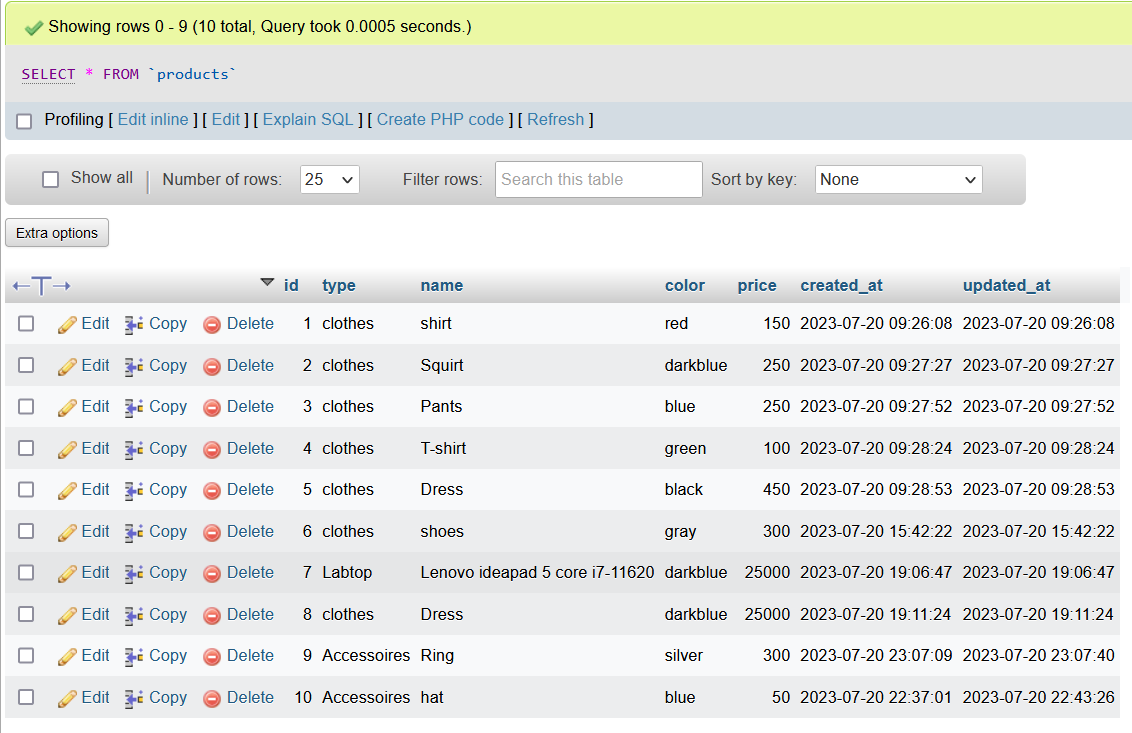 Showing rows 0 - 9 (10 total, Query took 0.0005 seconds.)
SELECT * FROM `products`
Profiling [ Edit inline ] [ Edit ] [ Explain SQL ] [ Create PHP code ] [ Refresh ]
Show all | Number of rows: 25 Filter rows: Search this table Sort by key: None
Extra options
←T→ id type name color price created_at updated_at
Edit Copy Delete 1 clothes shirt red 150 2023-07-20 09:26:08 2023-07-20 09:26:08
Edit Copy Delete 2 clothes Squirt darkblue 250 2023-07-20 09:27:27 2023-07-20 09:27:27
Edit Copy Delete 3 clothes Pants blue 250 2023-07-20 09:27:52 2023-07-20 09:27:52
Edit Copy Delete 4 clothes T-shirt green 100 2023-07-20 09:28:24 2023-07-20 09:28:24
Edit Copy Delete 5 clothes Dress black 450 2023-07-20 09:28:53 2023-07-20 09:28:53
Edit Copy Delete 6 clothes shoes gray 300 2023-07-20 15:42:22 2023-07-20 15:42:22
Edit Copy Delete 7 Labtop Lenovo ideapad 5 core i7-11620 darkblue 25000 2023-07-20 19:06:47 2023-07-20 19:06:47
Edit Copy Delete 8 clothes Dress darkblue 25000 2023-07-20 19:11:24 2023-07-20 19:11:24
Edit Copy Delete 9 Accessoires Ring silver 300 2023-07-20 23:07:09 2023-07-20 23:07:40
Edit Copy Delete 10 Accessoires hat blue 50 2023-07-20 22:37:01 2023-07-20 22:43:26